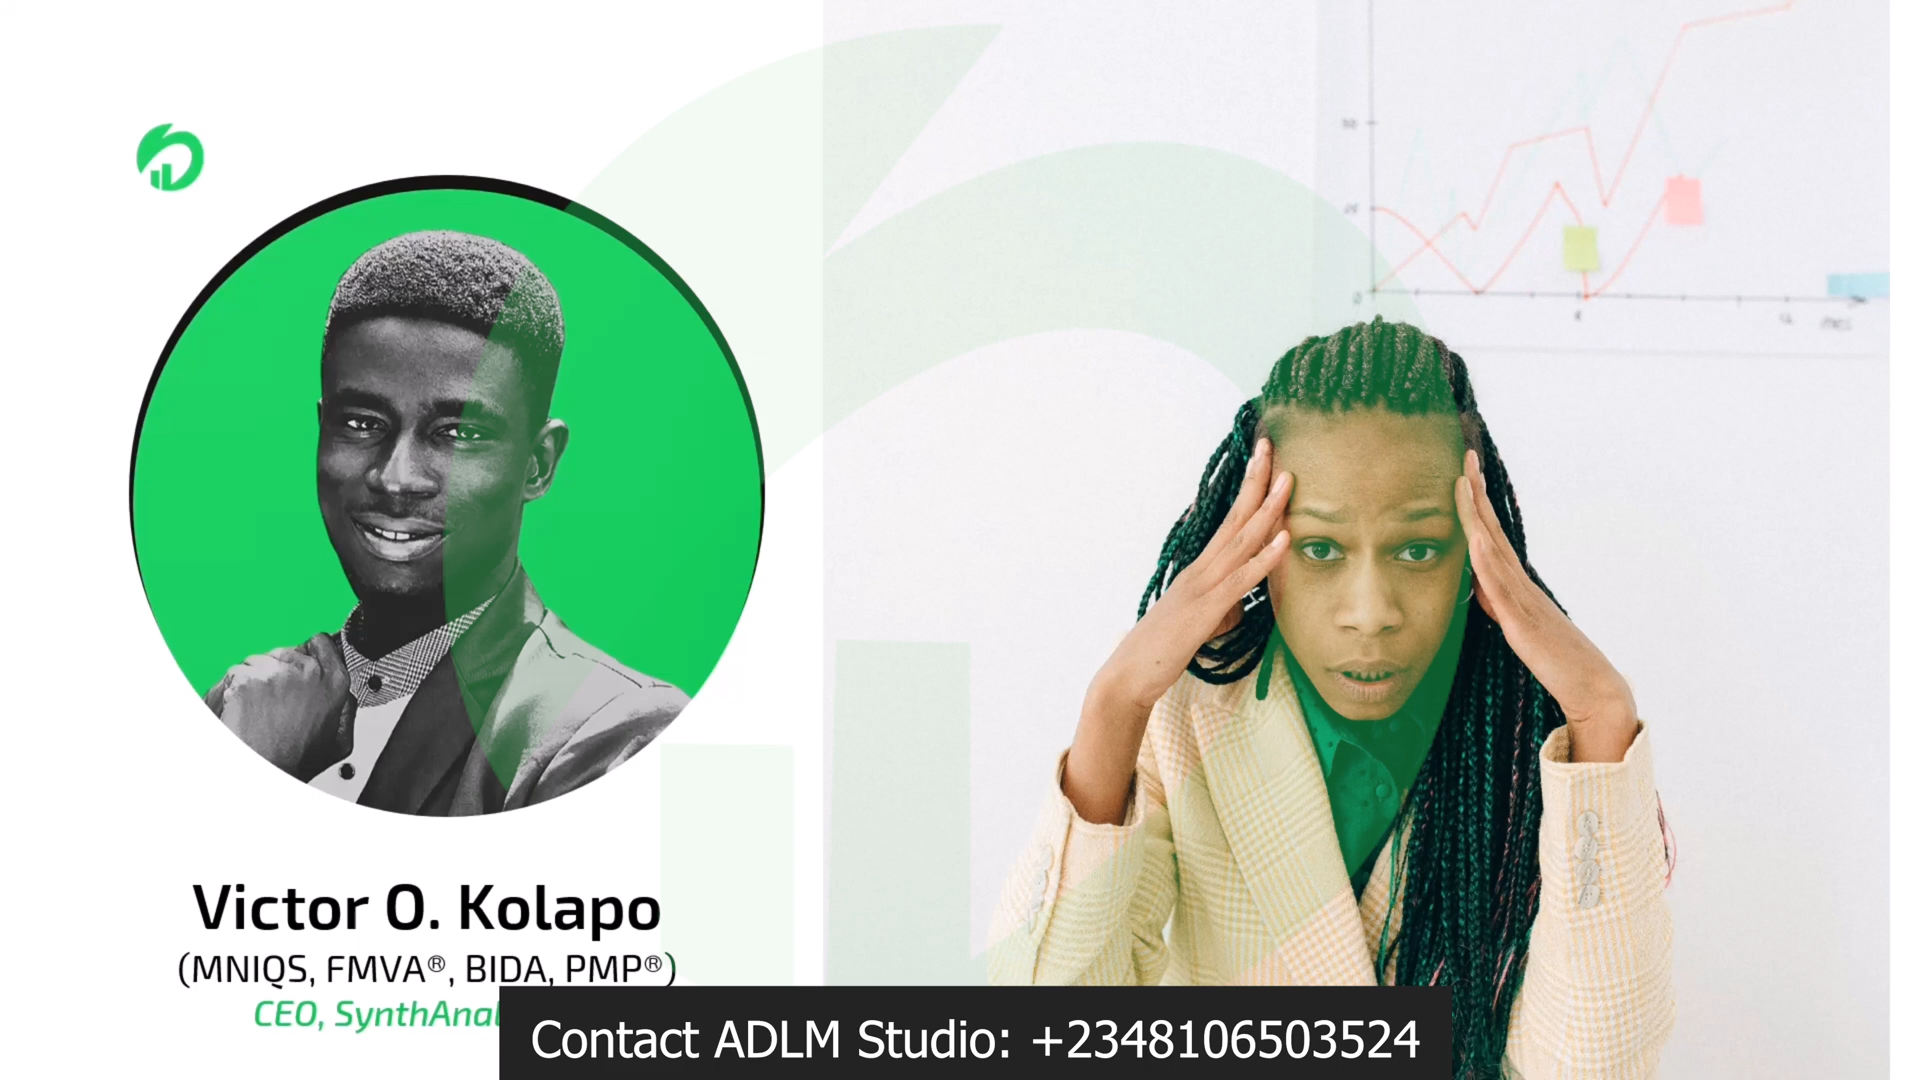 Victor O. Kolapo
(MNIQS, FMVA®, BIDA, PMP®)
CEO, SynthAnal
Contact ADLM Studio: +2348106503524